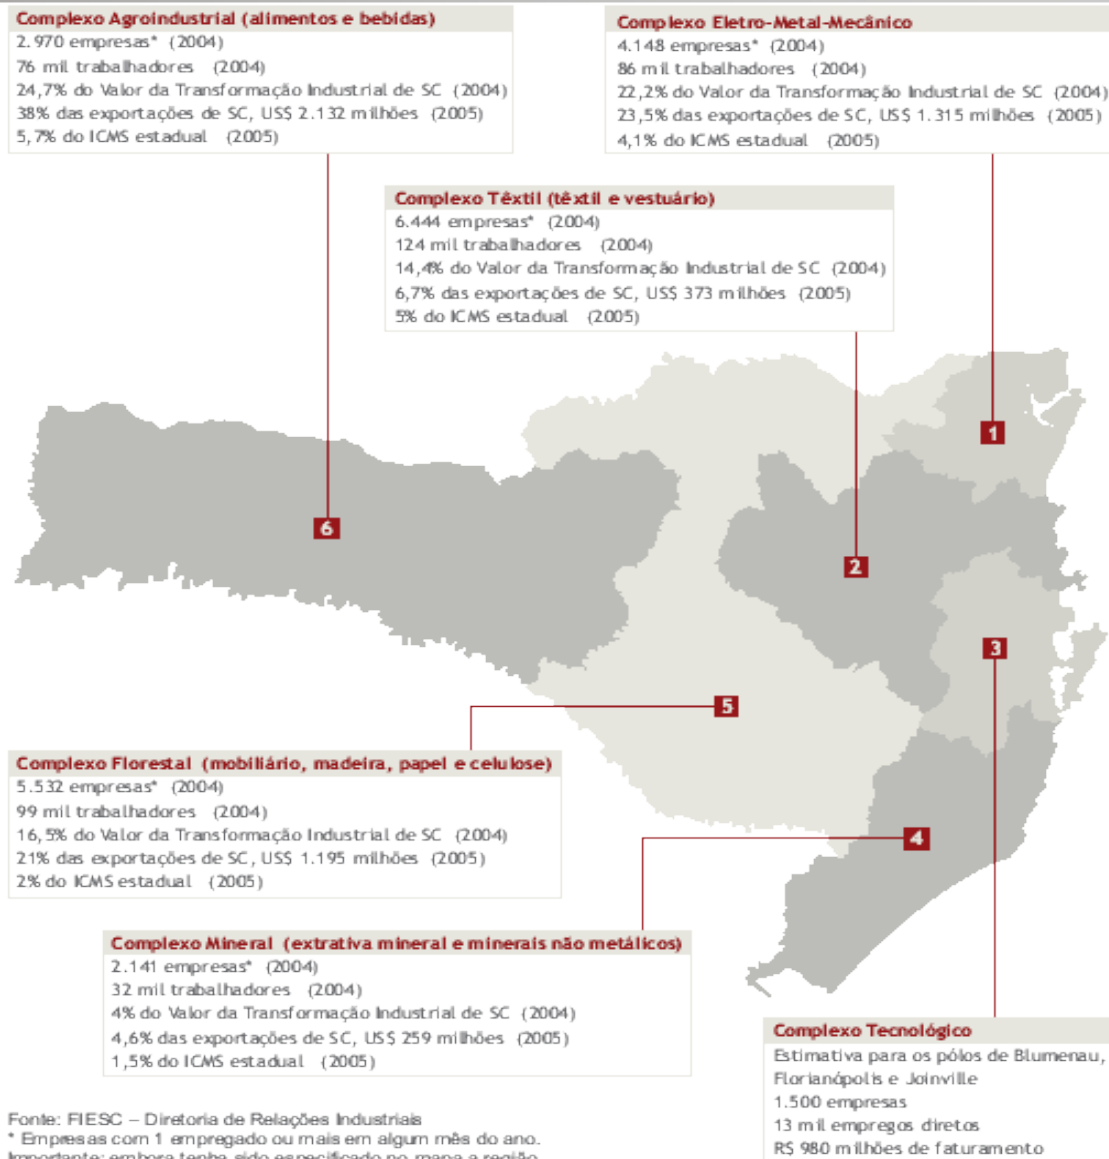 Complexo Agroindustrial (alimentos e bebidas)
2.970 empresas* (2004)
76 mil trabalhadores (2004)
24,7% do Valor da Transformação Industrial de SC (2004)
38% das exportações de SC, US$ 2.132 milhões (2005)
5,7% do ICMS estadual (2005)
Complexo Eletro-Metal-Mecânico
4.148 empresas* (2004)
86 mil trabalhadores (2004)
22,2% do Valor da Transformação Industrial de SC (2004)
23,5% das exportações de SC, US$ 1.315 milhões (2005)
4,1% do ICMS estadual (2005)
Complexo Têxtil (têxtil e vestuário)
6.444 empresas* (2004)
124 mil trabalhadores (2004)
14,4% do Valor da Transformação Industrial de SC (2004)
6,7% das exportações de SC, US$ 373 milhões (2005)
5% do ICMS estadual (2005)
1
6
2
3
5
4
Complexo Florestal (mobiliário, madeira, papel e celulose)
5.532 empresas* (2004)
99 mil trabalhadores (2004)
16,5% do Valor da Transformação Industrial de SC (2004)
21% das exportações de SC, US$ 1.195 milhões (2005)
2% do ICMS estadual (2005)
Complexo Mineral (extrativa mineral e minerais não metálicos)
2.141 empresas* (2004)
32 mil trabalhadores (2004)
4% do Valor da Transformação Industrial de SC (2004)
4,6% das exportações de SC, US$ 259 milhões (2005)
1,5% do ICMS estadual (2005)
Complexo Tecnológico
Estimativa para os pólos de Blumenau,
Florianópolis e Joinville
1.500 empresas
13 mil empregos diretos
R$ 980 milhões de faturamento
Fonte: FIESC – Diretoria de Relações Industriais
* Empresas com 1 empregado ou mais em algum mês do ano.
Importante: embora tenha sido especificado no mapa a região